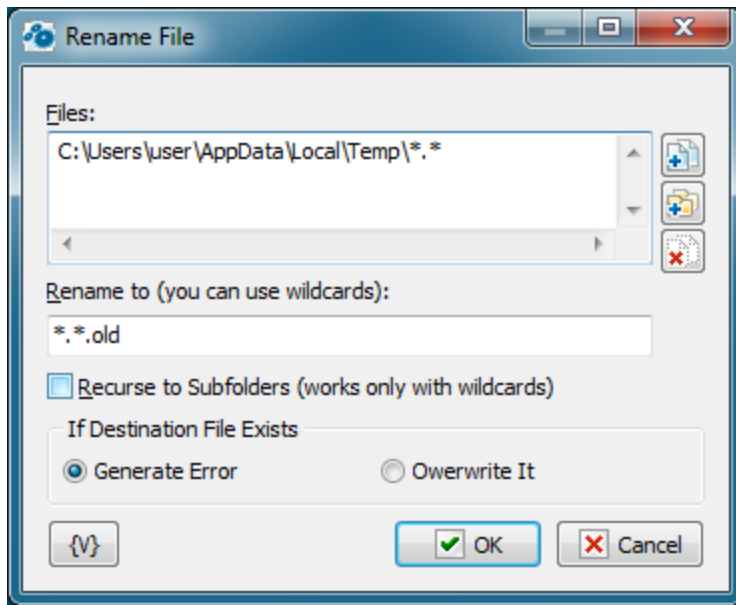 Rename File
Files:
C:\Users\user\AppData\Local\Temp\*.*
Rename to (you can use wildcards):
*.*.old
Recurse to Subfolders (works only with wildcards)
If Destination File Exists
Generate Error
Owerwrite It
{V}
OK
Cancel